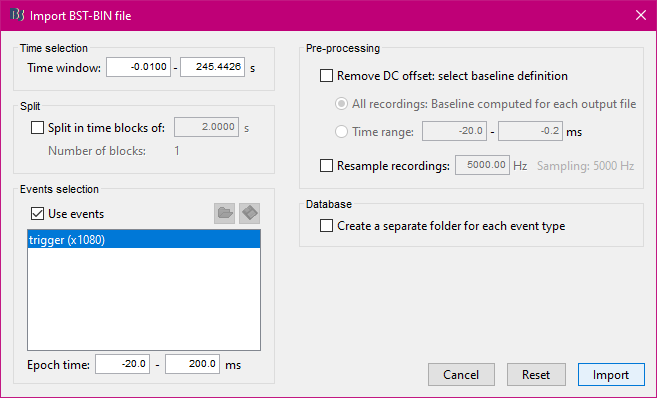 Import BST-BIN file
Time selection
Time window: -0.0100 - 245.4426 s
Split
Split in time blocks of: 2.0000 s
Number of blocks: 1
Events selection
Use events
trigger (x1080)
Epoch time: -20.0 - 200.0 ms
Pre-processing
Remove DC offset: select baseline definition
All recordings: Baseline computed for each output file
Time range: -20.0 - -0.2 ms
Resample recordings: 5000.00 Hz Sampling: 5000 Hz
Database
Create a separate folder for each event type
Cancel Reset Import